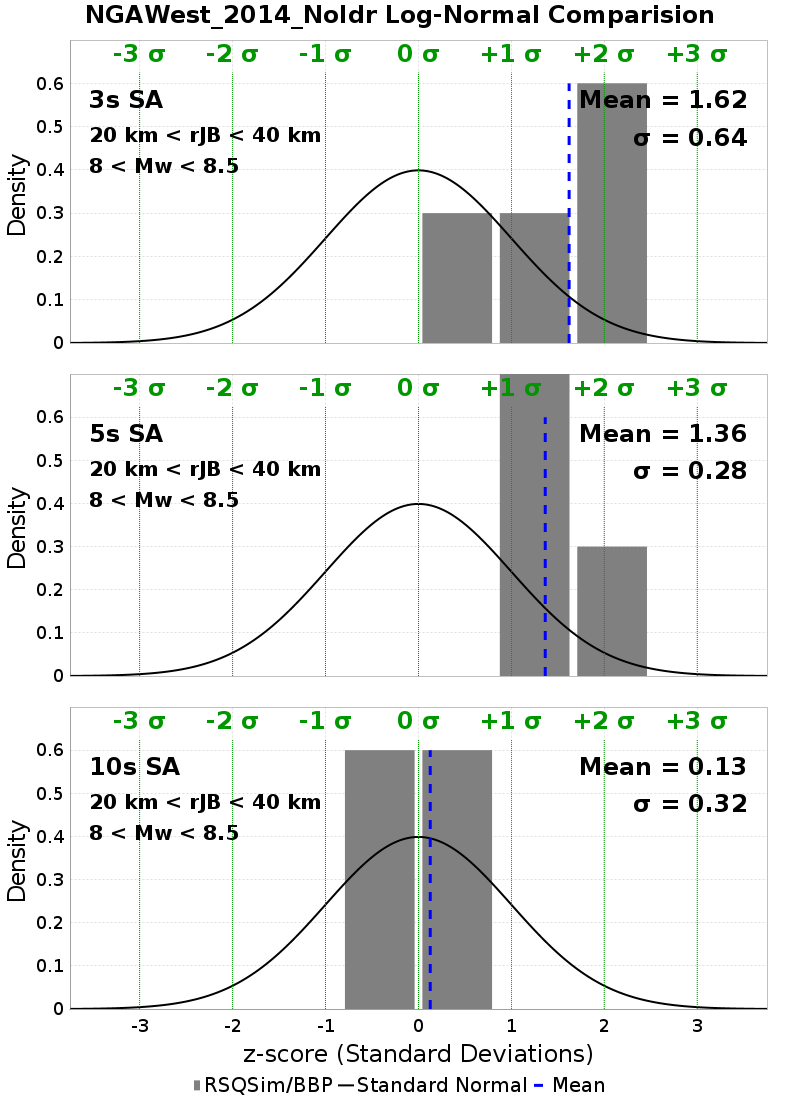 NGAWest_2014_NoIdr Log-Normal Comparision
-3 σ -2 σ -1 σ 0 σ +1 σ +2 σ +3 σ
3s SA
20 km < rJB < 40 km
8 < Mw < 8.5
Mean = 1.62
σ = 0.64
Density
0.6
0.5
0.4
0.3
0.2
0.1
0
-3 σ -2 σ -1 σ 0 σ +1 σ +2 σ +3 σ
5s SA
20 km < rJB < 40 km
8 < Mw < 8.5
Mean = 1.36
σ = 0.28
Density
0.6
0.5
0.4
0.3
0.2
0.1
0
-3 σ -2 σ -1 σ 0 σ +1 σ +2 σ +3 σ
10s SA
20 km < rJB < 40 km
8 < Mw < 8.5
Mean = 0.13
σ = 0.32
Density
0.6
0.5
0.4
0.3
0.2
0.1
0
-3 -2 -1 0 1 2 3
z-score (Standard Deviations)
RSQSim/BBP Standard Normal Mean